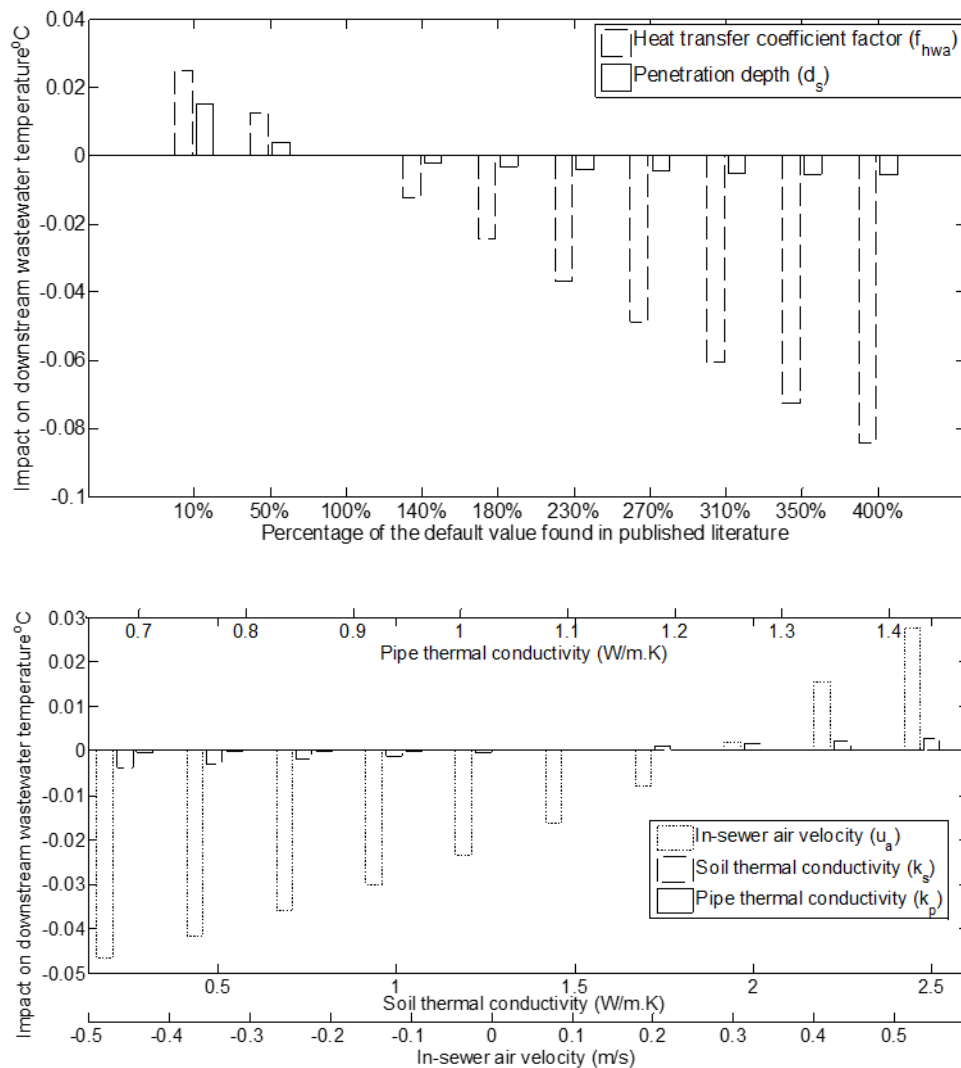 0.04
0.02
0
-0.02
-0.04
-0.06
-0.08
-0.1
Impact on downstream wastewater temperature°C
Heat transfer coefficient factor (f_hwa)
Penetration depth (d_s)
10% 50% 100% 140% 180% 230% 270% 310% 350% 400%
Percentage of the default value found in published literature
0.03
0.02
0.01
0
-0.01
-0.02
-0.03
-0.04
-0.05
Impact on downstream wastewater temperature°C
0.7 0.8 0.9 1 1.1 1.2 1.3 1.4
Pipe thermal conductivity (W/m.K)
In-sewer air velocity (u_a)
Soil thermal conductivity (k_s)
Pipe thermal conductivity (k_p)
0.5 1 1.5 2 2.5
Soil thermal conductivity (W/m.K)
-0.5 -0.4 -0.3 -0.2 -0.1 0 0.1 0.2 0.3 0.4 0.5
In-sewer air velocity (m/s)